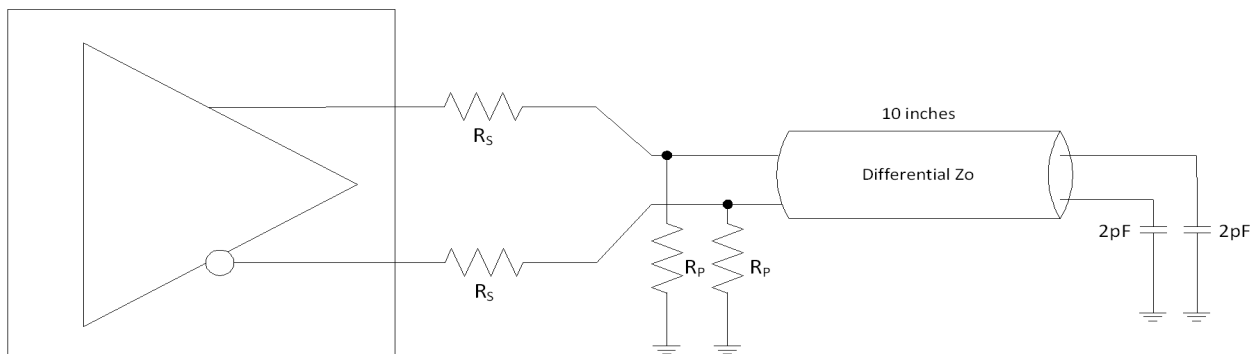 10 inches
R_S
Differential Zo
2pF
2pF
R_P
R_P
R_S